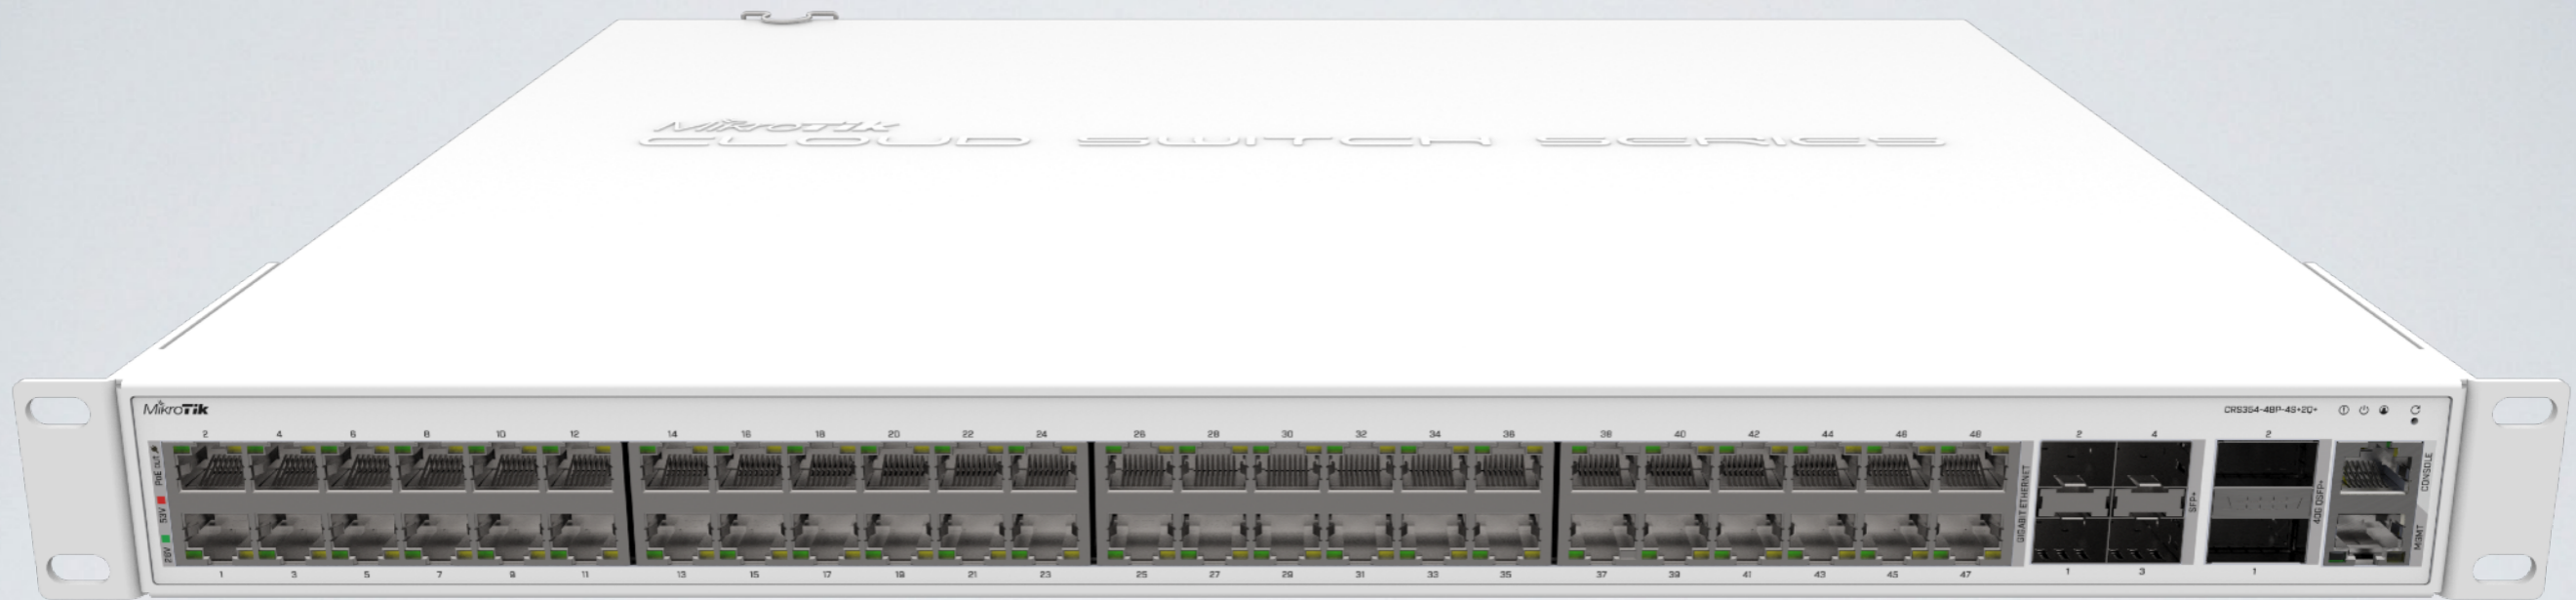 MikroTik
CLOUD SWITCH SERIES
MikroTik
CRS354-48P-4S+2Q+
2 4 6 8 10 12 14 16 18 20 22 24 26 28 30 32 34 36 38 40 42 44 46 48 2 4 2
PoE out
53V
26V
GIGABIT ETHERNET
SFP+
40G QSFP+
CONSOLE
MGMT
1 3 5 7 9 11 13 15 17 19 21 23 25 27 29 31 33 35 37 39 41 43 45 47 1 3 1